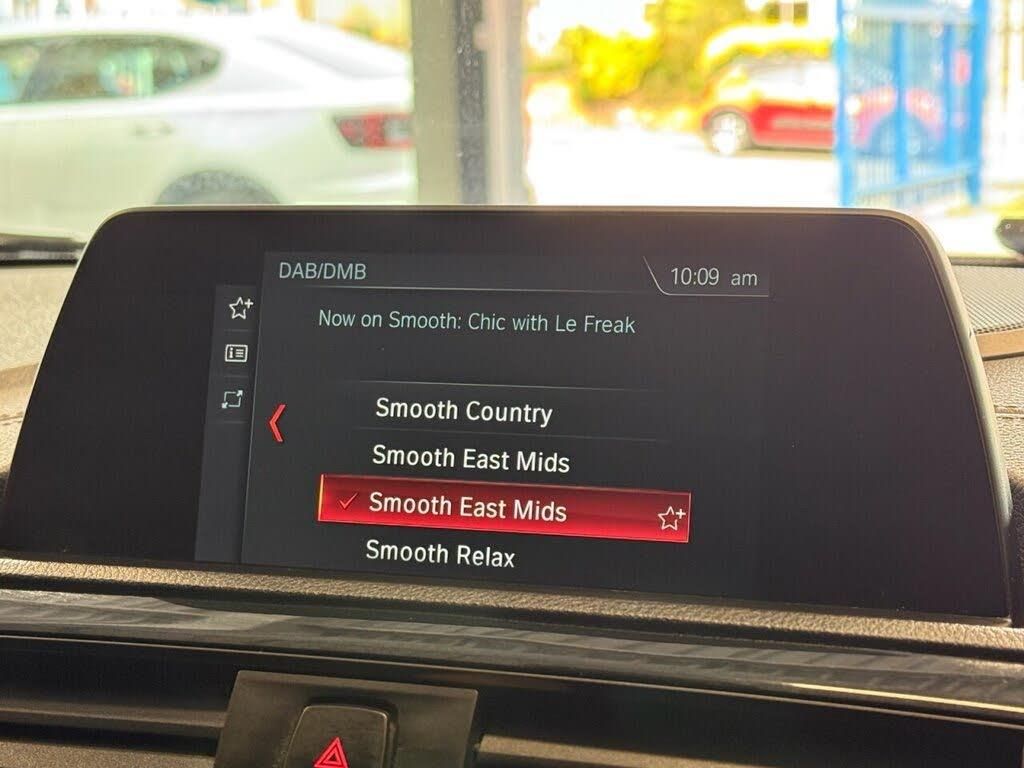 DAB/DMB
10:09 am
Now on Smooth: Chic with Le Freak
Smooth Country
Smooth East Mids
Smooth East Mids
Smooth Relax